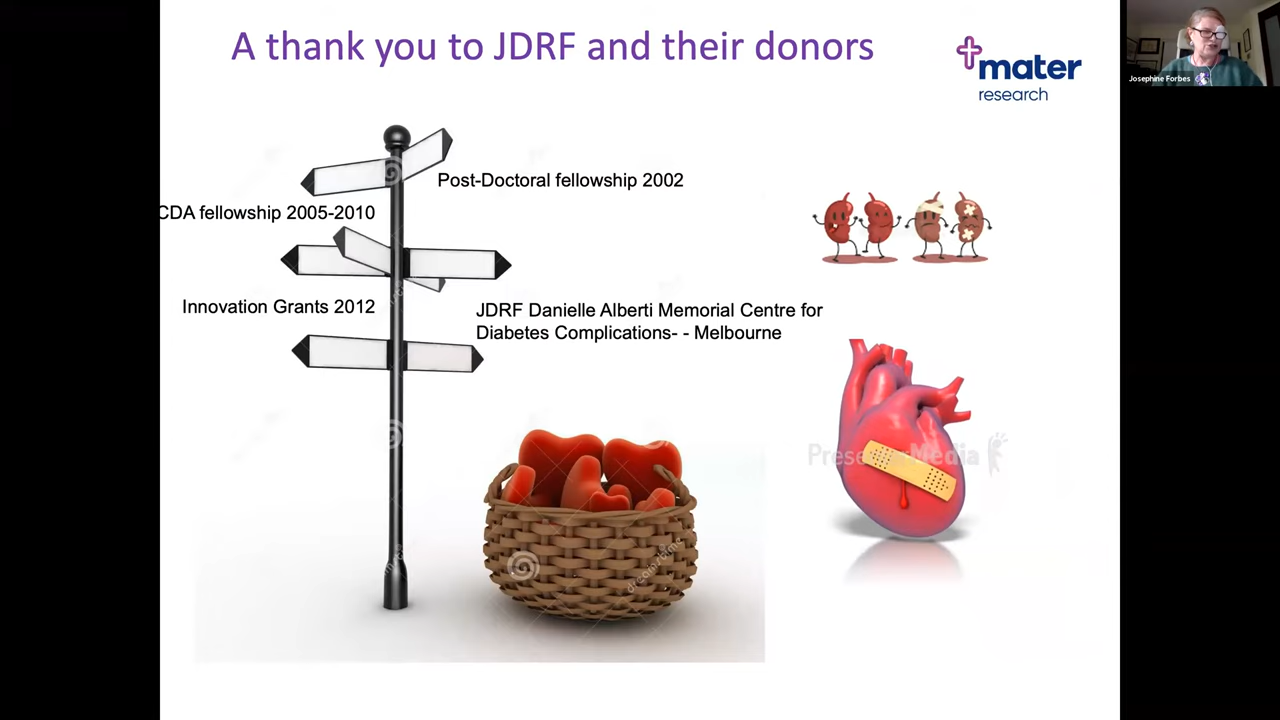 A thank you to JDRF and their donors
mater
research
Josephine Forbes
Post-Doctoral fellowship 2002
CDA fellowship 2005-2010
Innovation Grants 2012
JDRF Danielle Alberti Memorial Centre for
Diabetes Complications- - Melbourne
dreamstime